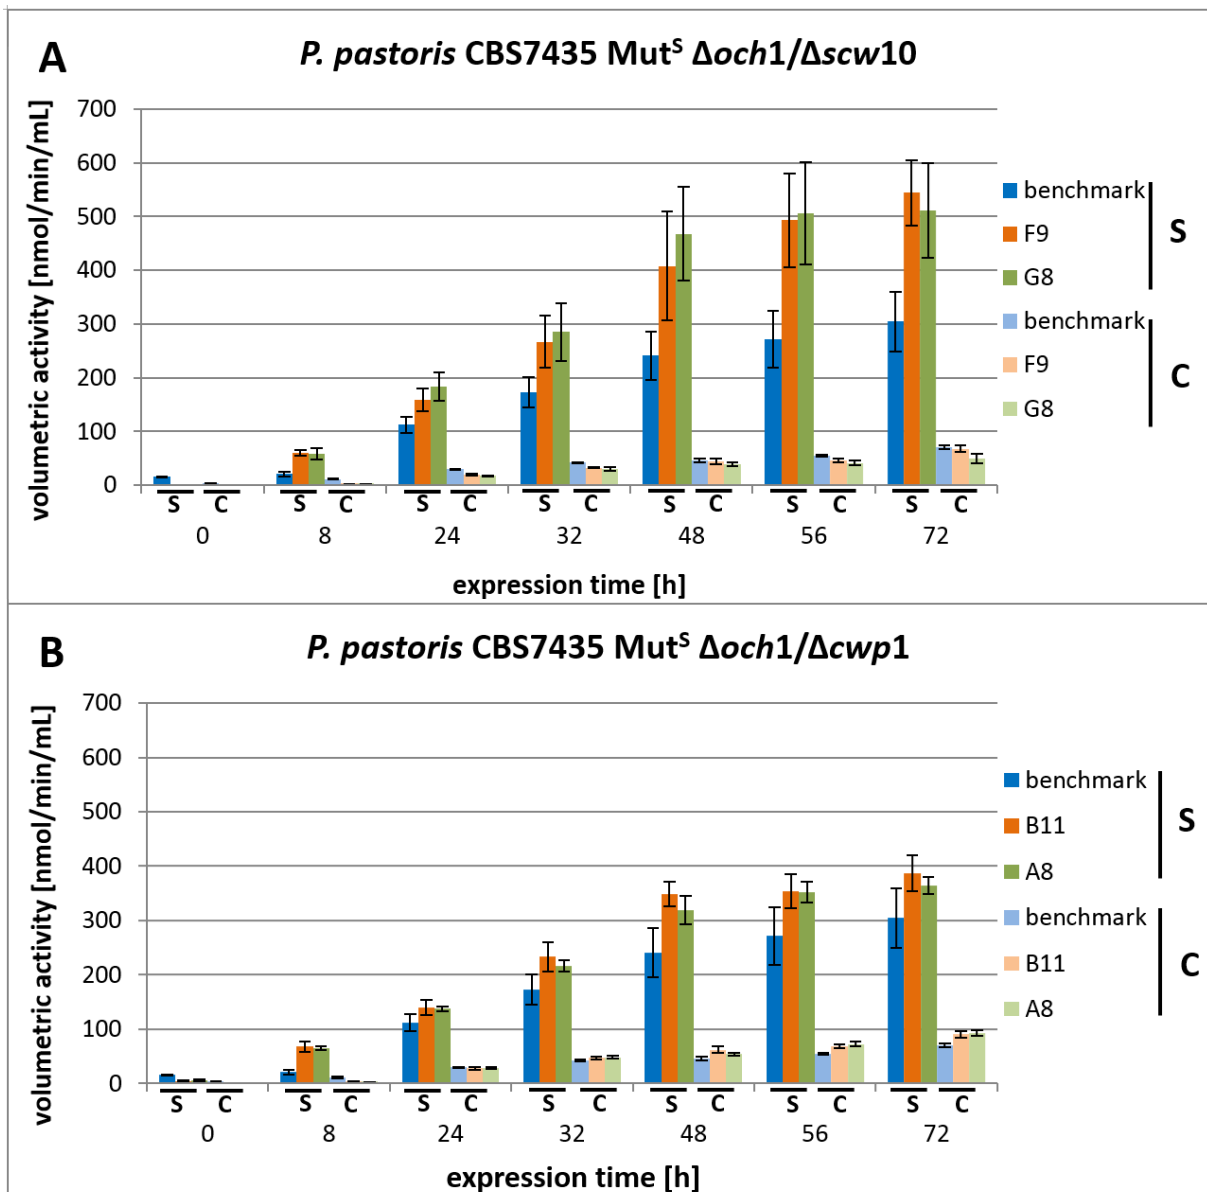 A
P. pastoris CBS7435 Mutˢ Δoch1/Δscw10
volumetric activity [nmol/min/mL]
700
600
500
400
300
200
100
0
S C S C S C S C S C S C S C
0 8 24 32 48 56 72
expression time [h]
benchmark
F9
G8
S
benchmark
F9
G8
C
B
P. pastoris CBS7435 Mutˢ Δoch1/Δcwp1
volumetric activity [nmol/min/mL]
700
600
500
400
300
200
100
0
S C S C S C S C S C S C S C
0 8 24 32 48 56 72
expression time [h]
benchmark
B11
A8
S
benchmark
B11
A8
C